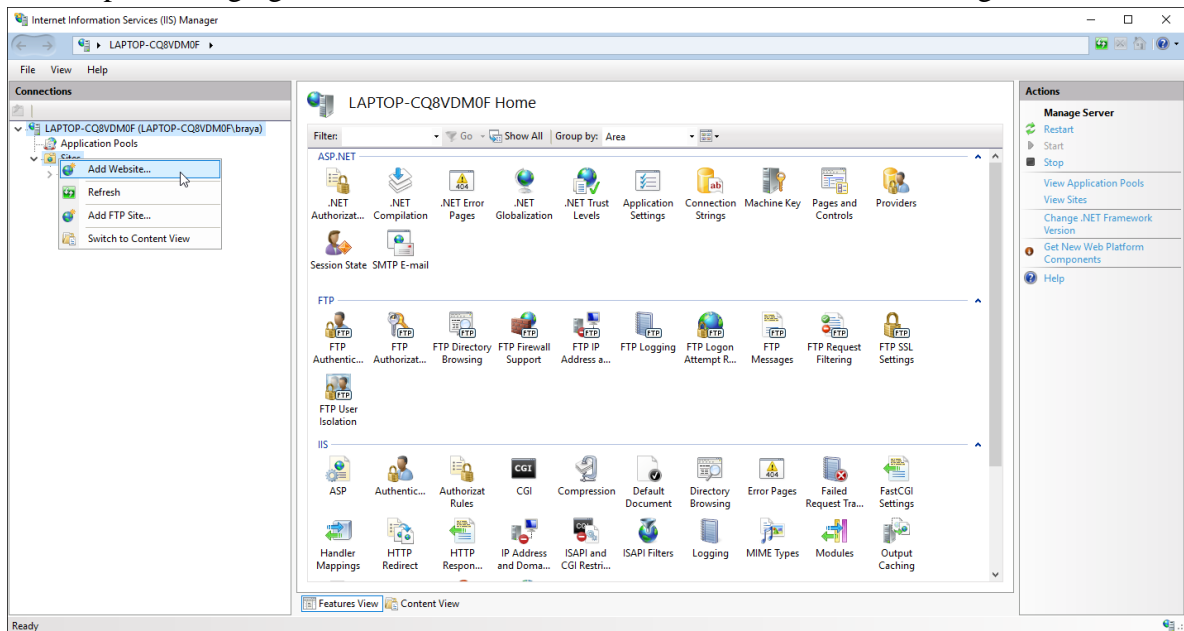 Internet Information Services (IIS) Manager
LAPTOP-CQ8VDM0F
File View Help
Connections
LAPTOP-CQ8VDM0F (LAPTOP-CQ8VDM0F\braya)
Application Pools
Sites
Add Website...
Refresh
Add FTP Site...
Switch to Content View
LAPTOP-CQ8VDM0F Home
Filter: Go Show All Group by: Area
ASP.NET
.NET Authorizat... .NET Compilation .NET Error Pages .NET Globalization .NET Trust Levels Application Settings Connection Strings Machine Key Pages and Controls Providers
Session State SMTP E-mail
FTP
FTP Authentic... FTP Authorizat... FTP Directory Browsing FTP Firewall Support FTP IP Address a... FTP Logging FTP Logon Attempt R... FTP Messages FTP Request Filtering FTP SSL Settings
FTP User Isolation
IIS
ASP Authentic... Authorizat Rules CGI Compression Default Document Directory Browsing Error Pages Failed Request Tra... FastCGI Settings
Handler Mappings HTTP Redirect HTTP Respon... IP Address and Doma... ISAPI and CGI Restri... ISAPI Filters Logging MIME Types Modules Output Caching
Features View Content View
Actions
Manage Server
Restart
Start
Stop
View Application Pools
View Sites
Change .NET Framework
Version
Get New Web Platform
Components
Help
Ready